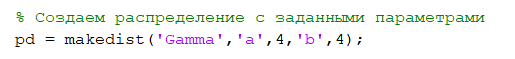 % Создаем распределение с заданными параметрами
pd = makedist('Gamma','a',4,'b',4);